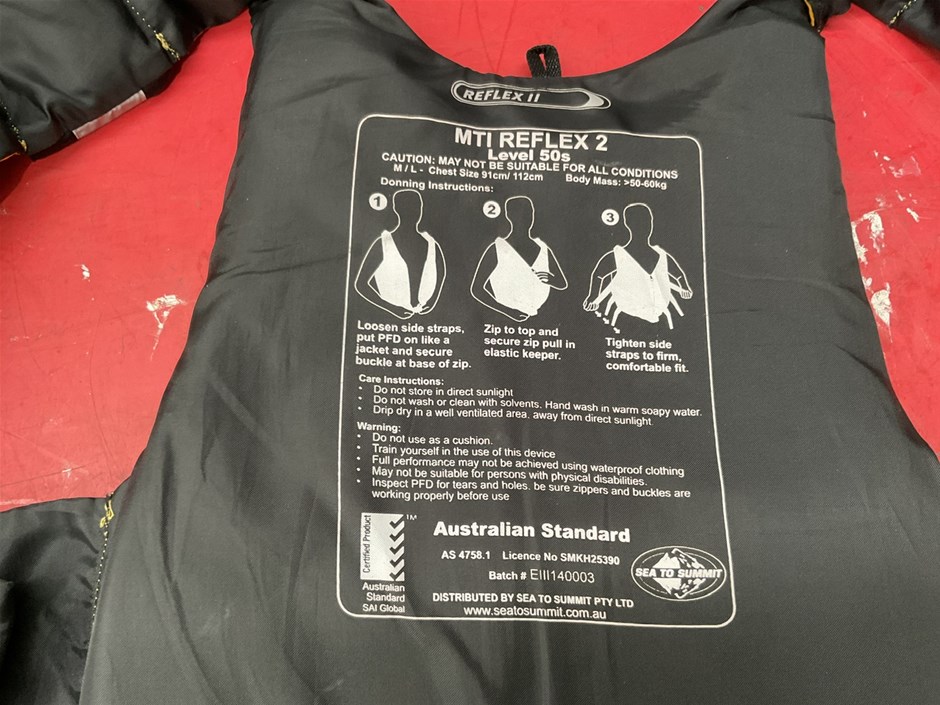 REFLEX II
MTI REFLEX 2
Level 50s
CAUTION: MAY NOT BE SUITABLE FOR ALL CONDITIONS
M / L - Chest Size 91cm/ 112cm Body Mass: >50-60kg
Donning Instructions:
1 2 3
Loosen side straps,
put PFD on like a
jacket and secure
buckle at base of zip.
Zip to top and
secure zip pull in
elastic keeper.
Tighten side
straps to firm,
comfortable fit.
Care Instructions:
• Do not store in direct sunlight
• Do not wash or clean with solvents. Hand wash in warm soapy water.
• Drip dry in a well ventilated area, away from direct sunlight
Warning:
• Do not use as a cushion.
• Train yourself in the use of this device
• Full performance may not be achieved using waterproof clothing
• May not be suitable for persons with physical disabilities.
• Inspect PFD for tears and holes. be sure zippers and buckles are
working properly before use
Certified Product
TM
Australian
Standard
SAI Global
Australian Standard
AS 4758.1 Licence No SMKH25390
Batch # EIII140003
DISTRIBUTED BY SEA TO SUMMIT PTY LTD
www.seatosummit.com.au
SEA TO SUMMIT